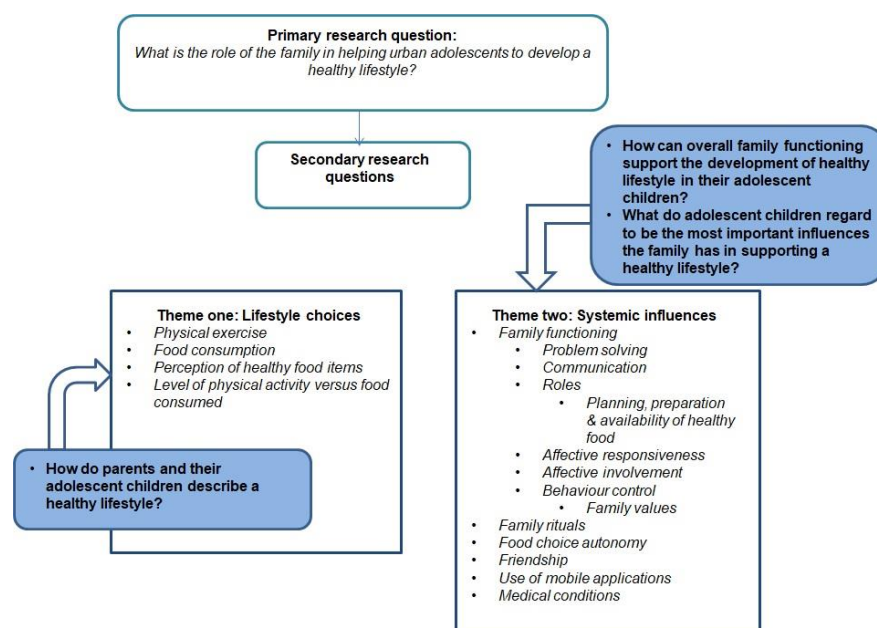 Primary research question:
What is the role of the family in helping urban adolescents to develop a
healthy lifestyle?
Secondary research
questions
• How can overall family functioning
support the development of healthy
lifestyle in their adolescent
children?
• What do adolescent children regard
to be the most important influences
the family has in supporting a
healthy lifestyle?
Theme one: Lifestyle choices
• Physical exercise
• Food consumption
• Perception of healthy food items
• Level of physical activity versus food
consumed
• How do parents and their
adolescent children describe a
healthy lifestyle?
Theme two: Systemic influences
• Family functioning
• Problem solving
• Communication
• Roles
• Planning, preparation
& availability of healthy
food
• Affective responsiveness
• Affective involvement
• Behaviour control
• Family values
• Family rituals
• Food choice autonomy
• Friendship
• Use of mobile applications
• Medical conditions